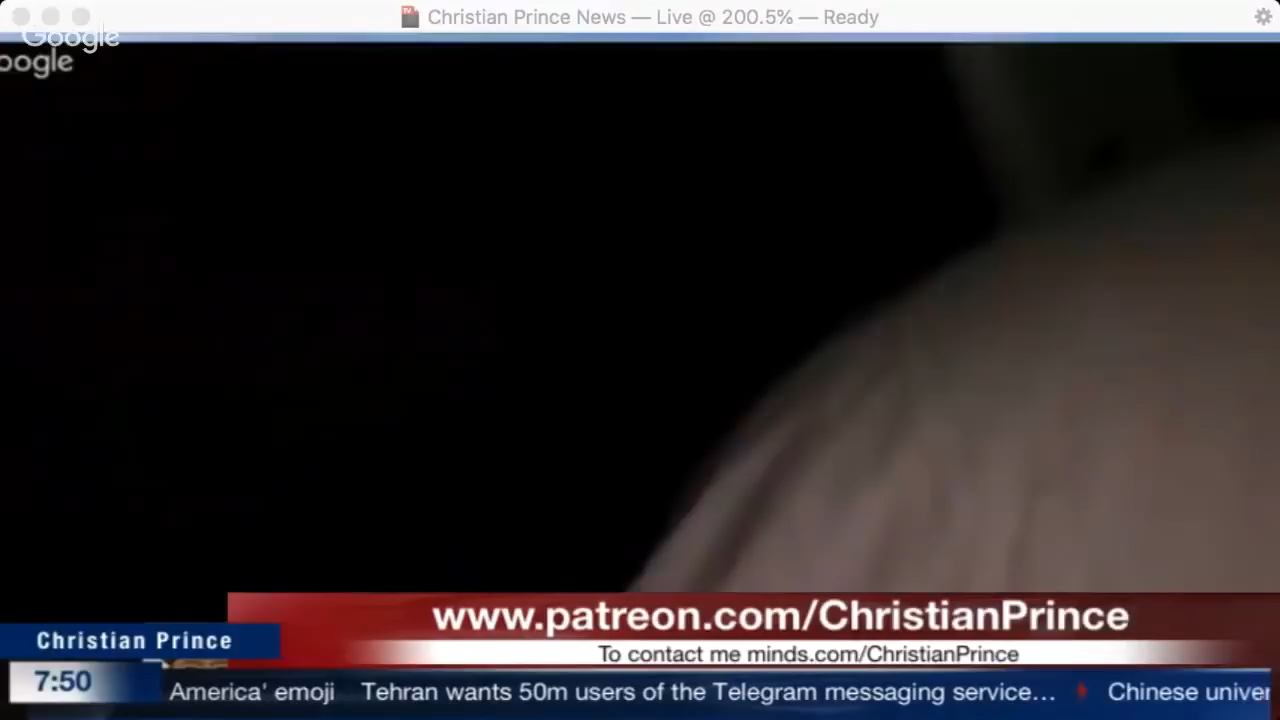 Christian Prince News — Live @ 200.5% — Ready
Google
oogle
www.patreon.com/ChristianPrince
Christian Prince
To contact me minds.com/ChristianPrince
7:50
America' emoji Tehran wants 50m users of the Telegram messaging service… Chinese univer